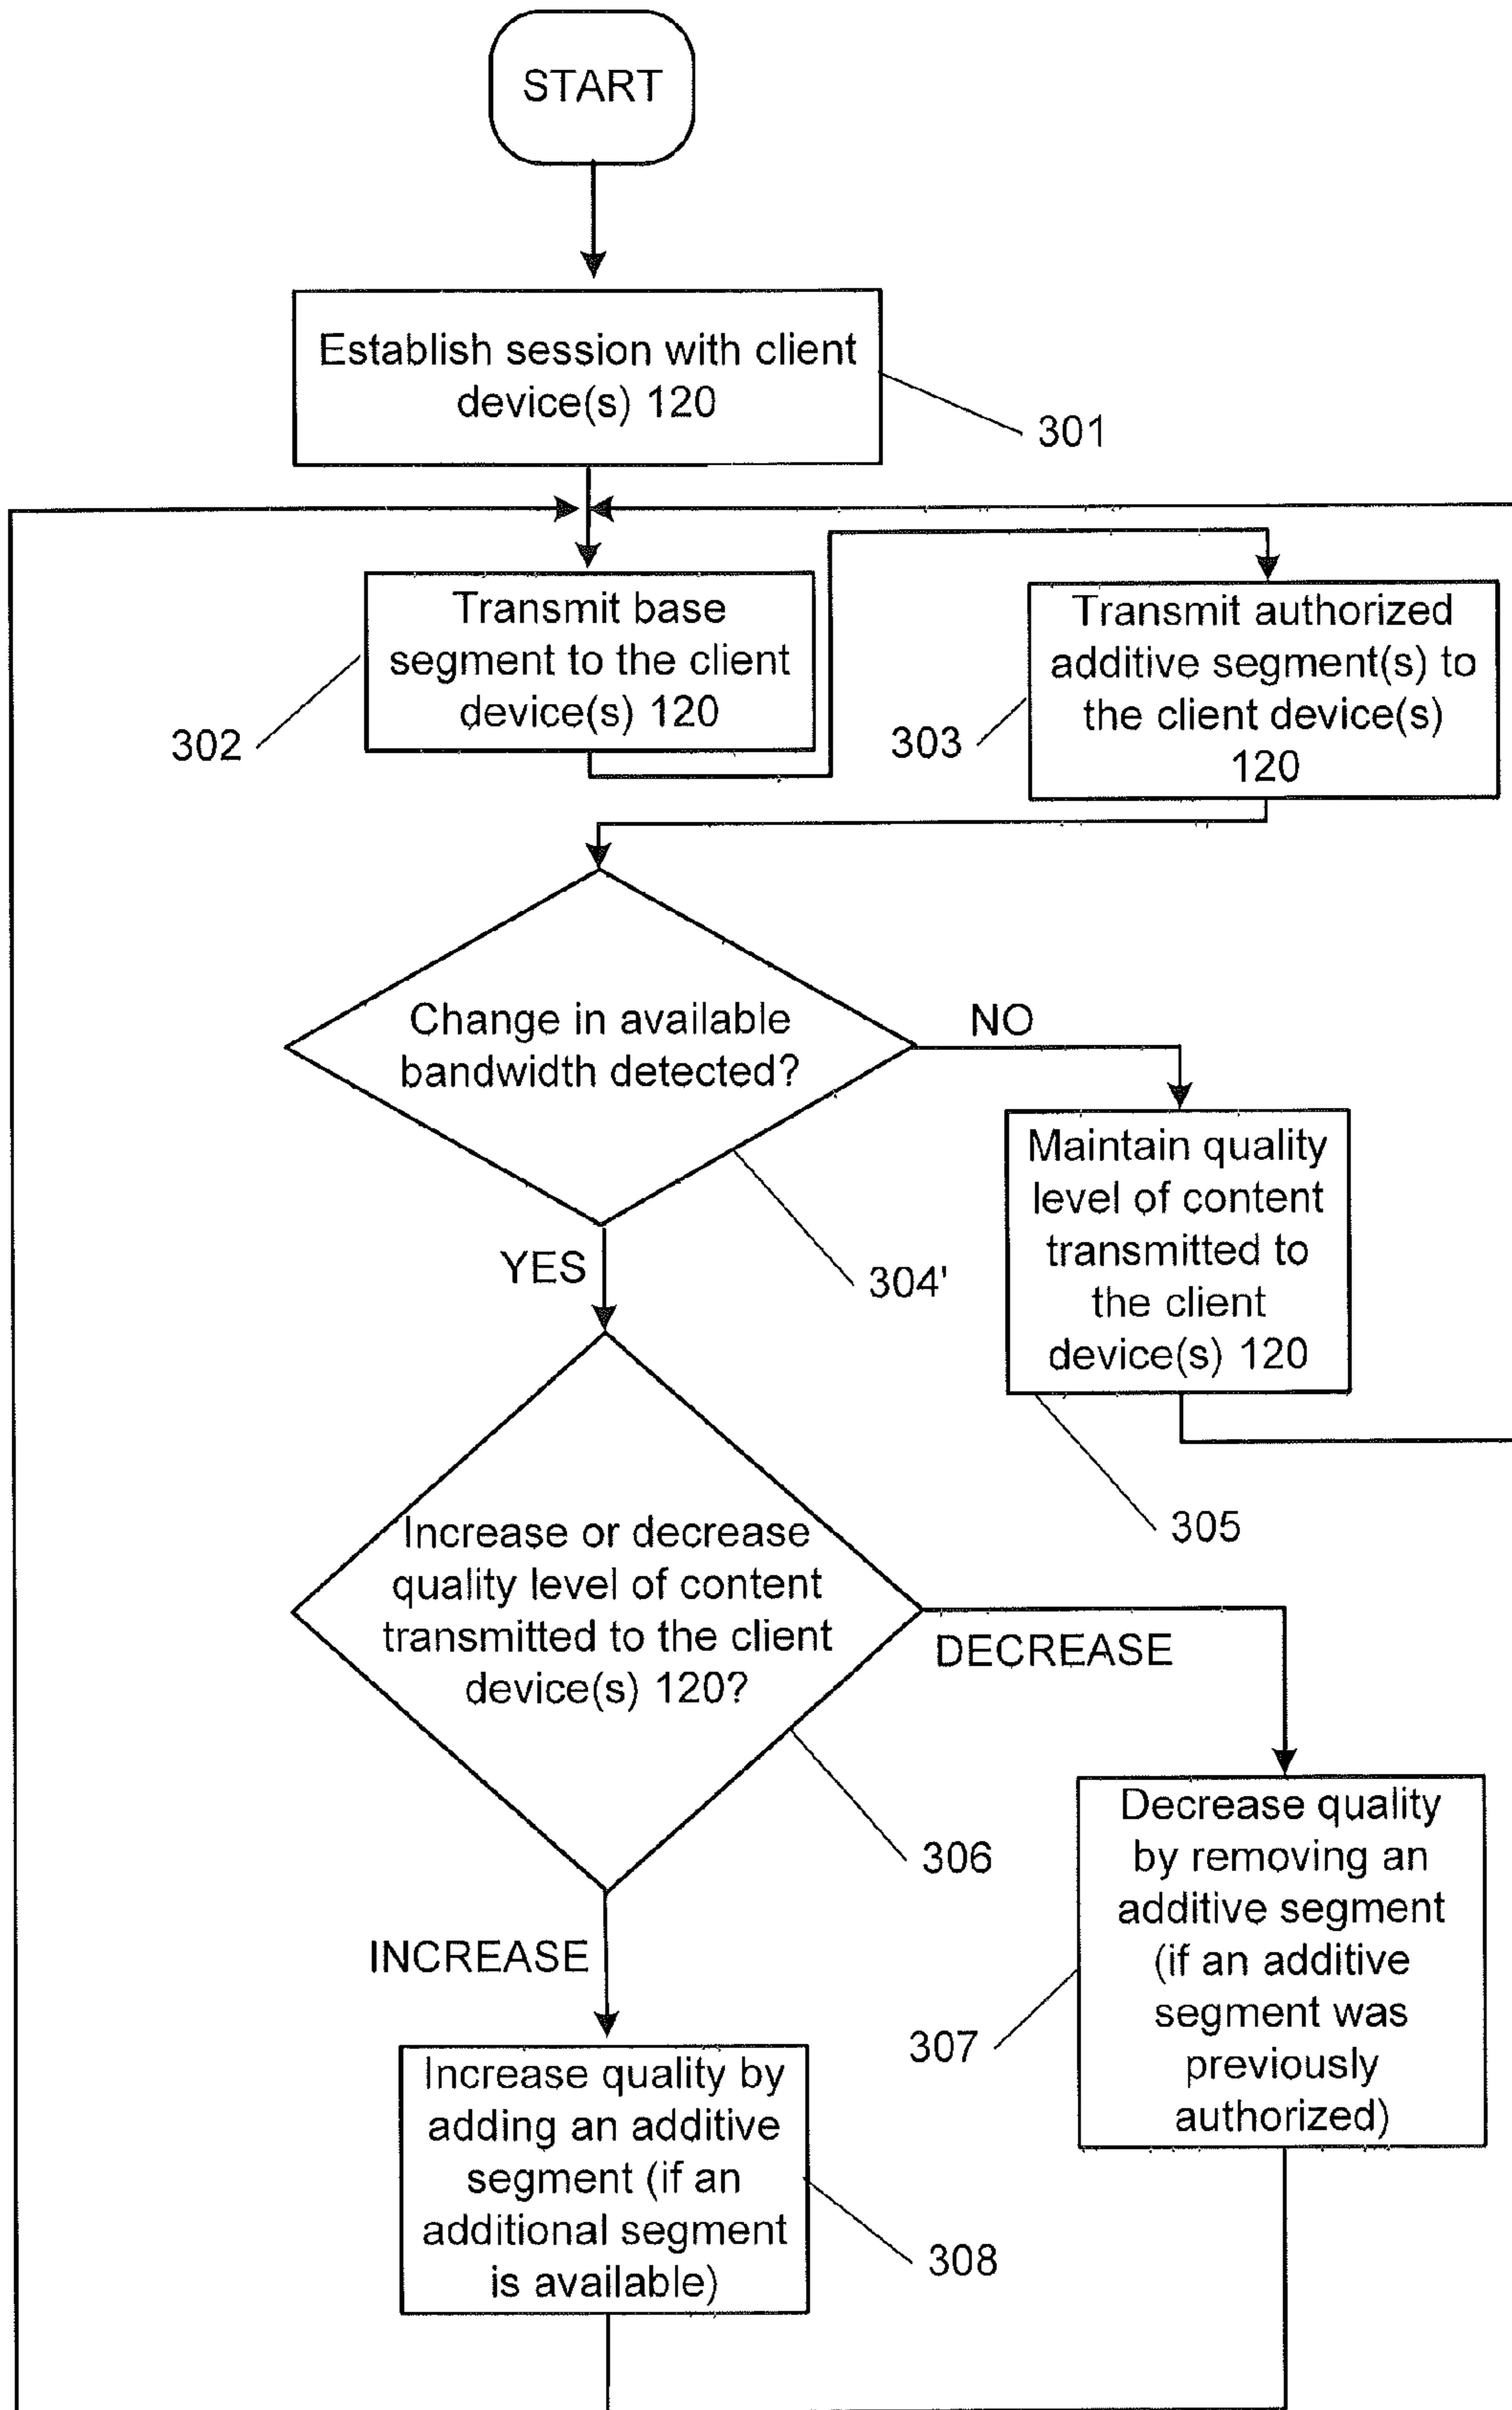 START
Establish session with client
device(s) 120
301
Transmit base
segment to the client
device(s) 120
302
Transmit authorized
additive segment(s) to
the client device(s)
120
303
Change in available
bandwidth detected?
NO
YES
304'
Maintain quality
level of content
transmitted to
the client
device(s) 120
305
Increase or decrease
quality level of content
transmitted to the client
device(s) 120?
DECREASE
306
INCREASE
Decrease quality
by removing an
additive segment
(if an additive
segment was
previously
authorized)
307
Increase quality by
adding an additive
segment (if an
additional segment
is available)
308